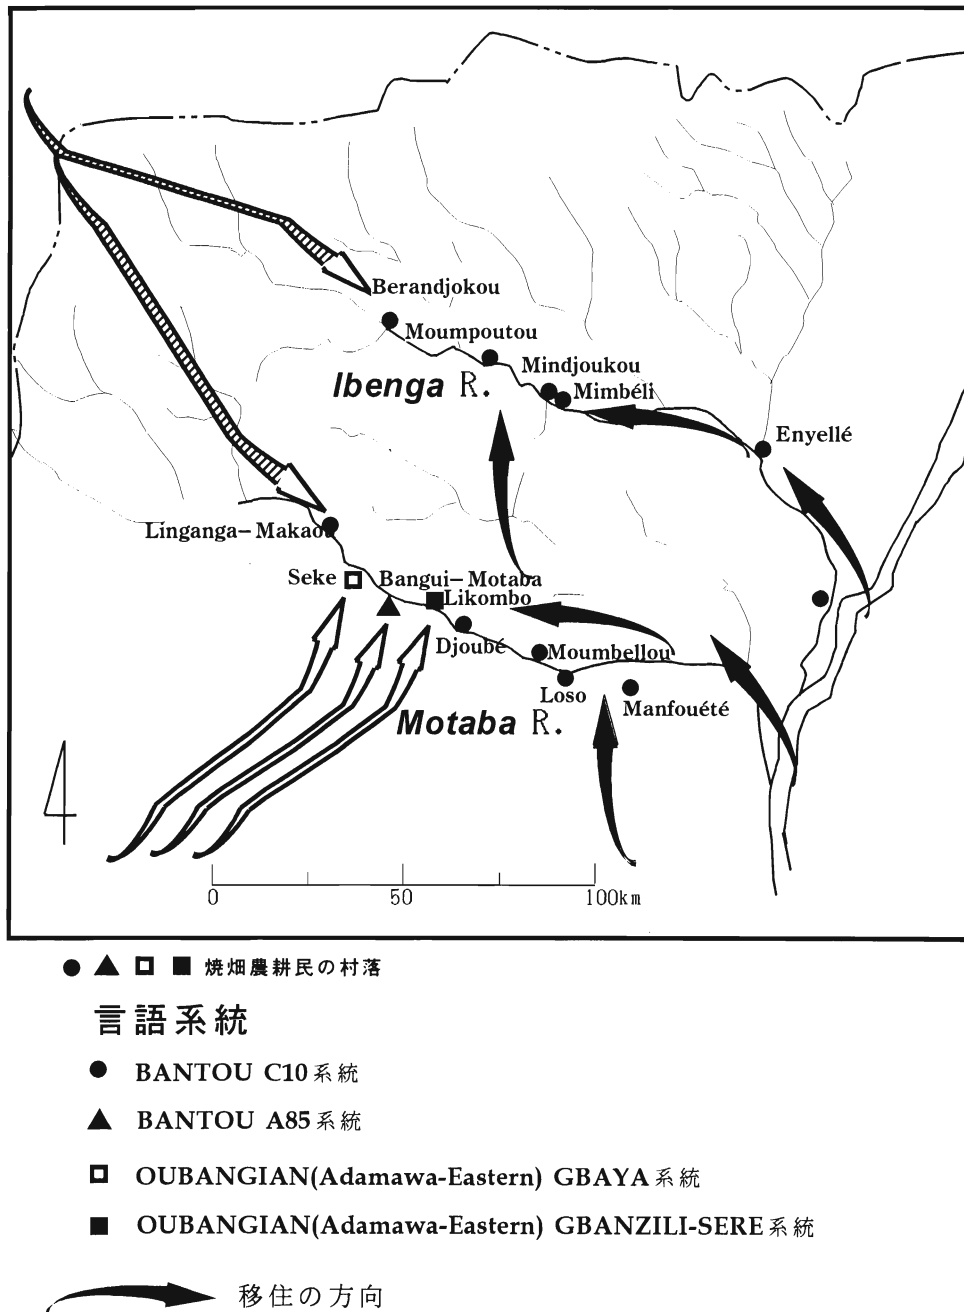 Berandjokou
Moumpoutou
Mindjoukou
Ibenga R.
Mimbéli
Enyellé
Linganga-Makaou
Seke
Bangui-Motaba
Likombo
Djoubé
Moumbellou
Loso
Manfouété
Motaba R.
0 50 100km
焼畑農耕民の村落
言語系統
BANTOU C10系統
BANTOU A85系統
OUBANGIAN(Adamawa-Eastern) GBAYA系統
OUBANGIAN(Adamawa-Eastern) GBANZILI-SERE系統
移住の方向